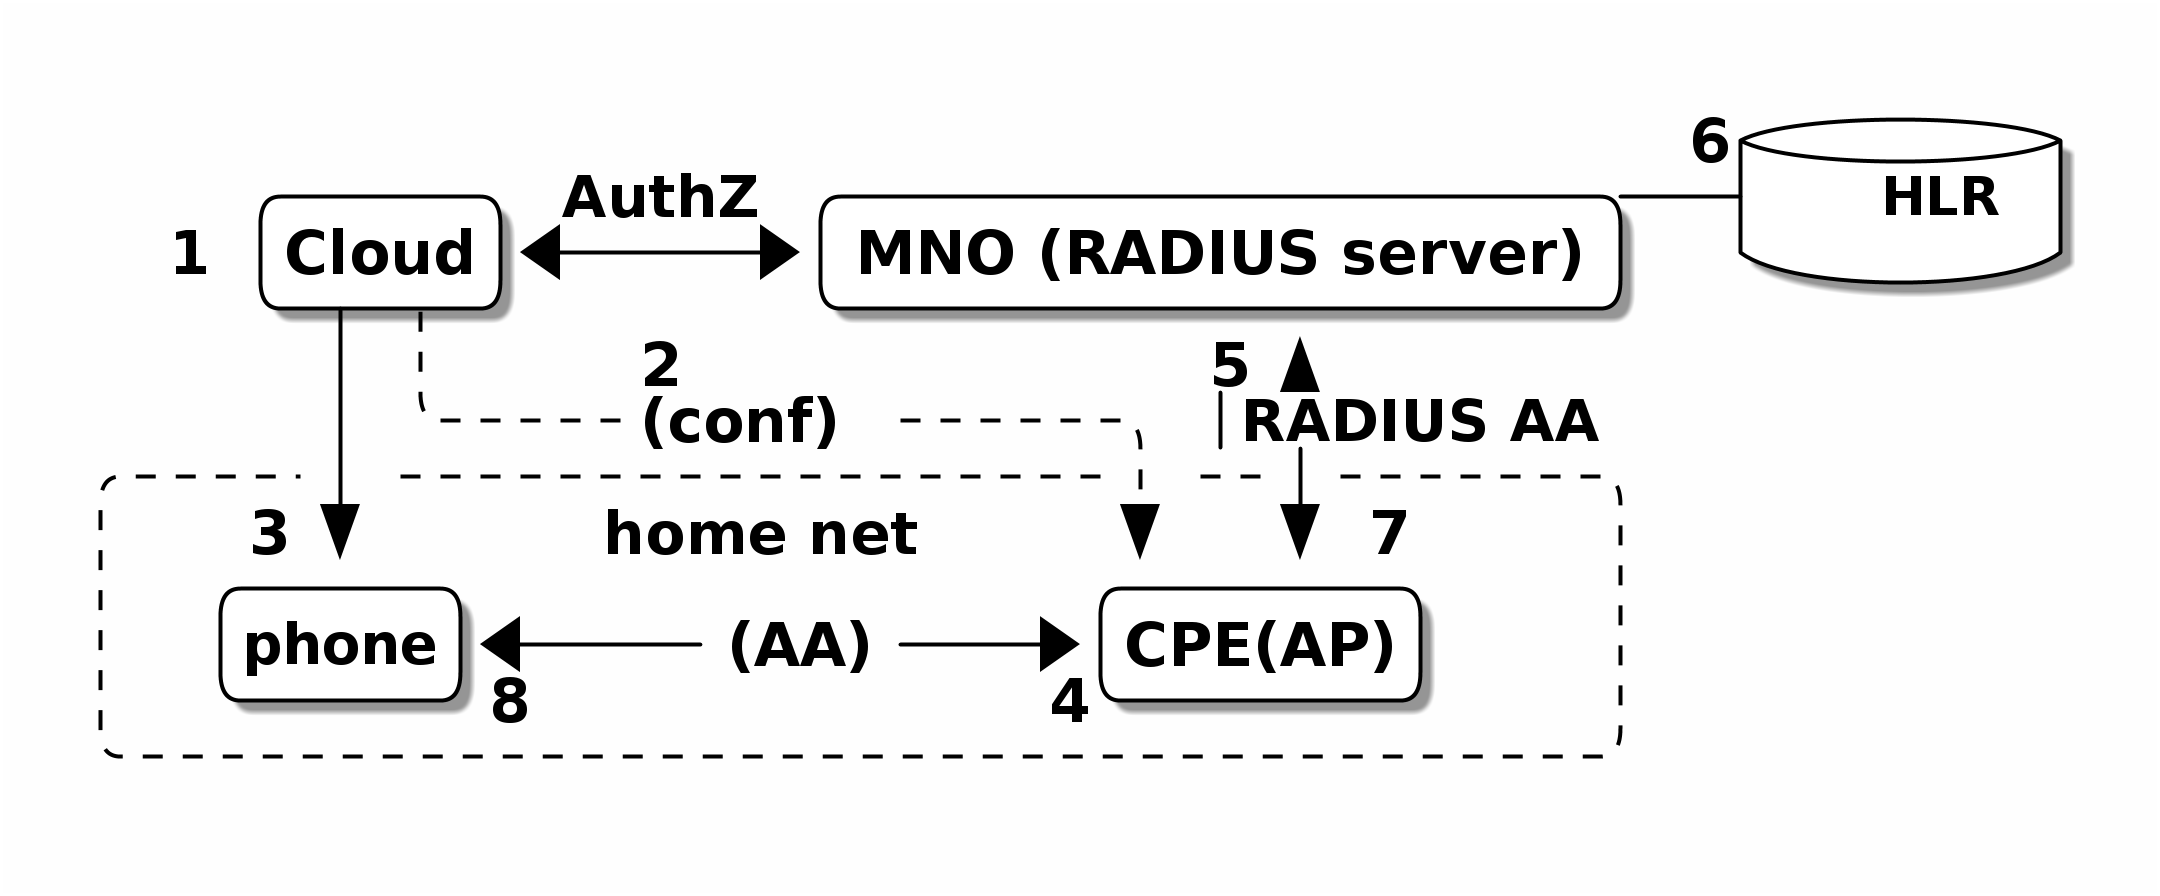 6
HLR
AuthZ
1
Cloud
MNO (RADIUS server)
2
5
(conf)
RADIUS AA
3
home net
7
phone
(AA)
CPE(AP)
8
4